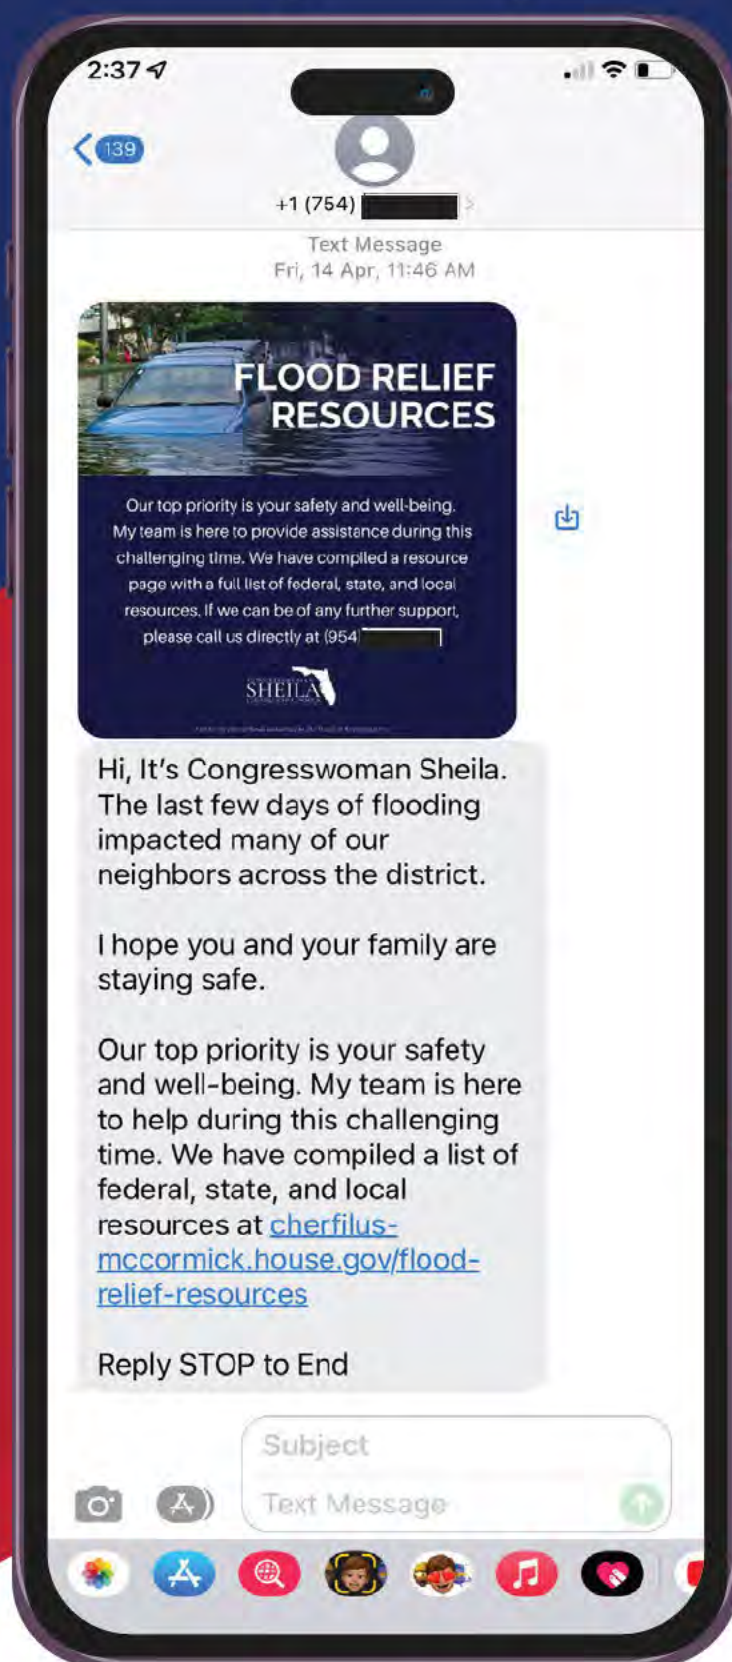 2:37
139
+1 (754)
Text Message
Fri, 14 Apr, 11:46 AM
FLOOD RELIEF
RESOURCES
Our top priority is your safety and well-being.
My team is here to provide assistance during this
challenging time. We have compiled a resource
page with a full list of federal, state, and local
resources. If we can be of any further support,
please call us directly at (954)
SHEILA
Hi, It's Congresswoman Sheila.
The last few days of flooding
impacted many of our
neighbors across the district.
I hope you and your family are
staying safe.
Our top priority is your safety
and well-being. My team is here
to help during this challenging
time. We have compiled a list of
federal, state, and local
resources at cherfilus-
mccormick.house.gov/flood-
relief-resources
Reply STOP to End
Subject
Text Message